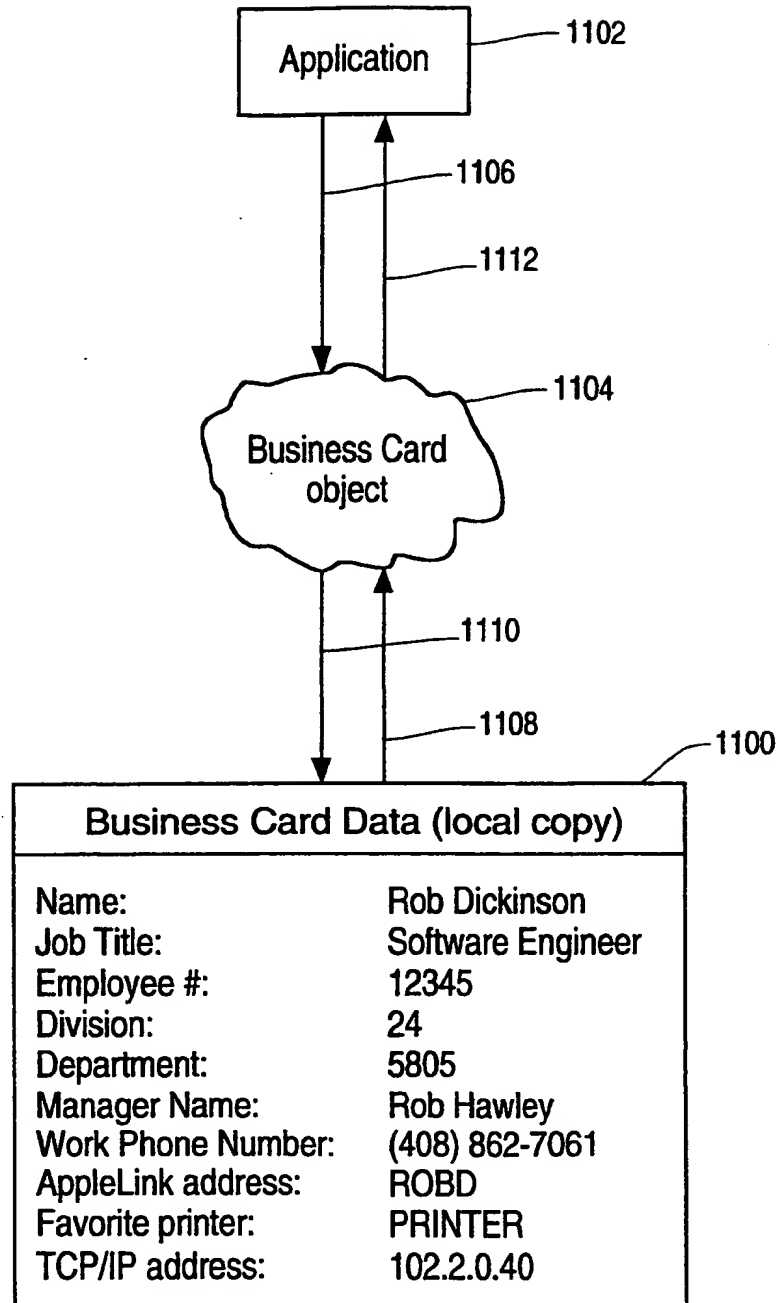 Application
1102
1106
1112
1104
Business Card
object
1110
1108
1100
Business Card Data (local copy)
Name: Rob Dickinson
Job Title: Software Engineer
Employee #: 12345
Division: 24
Department: 5805
Manager Name: Rob Hawley
Work Phone Number: (408) 862-7061
AppleLink address: ROBD
Favorite printer: PRINTER
TCP/IP address: 102.2.0.40